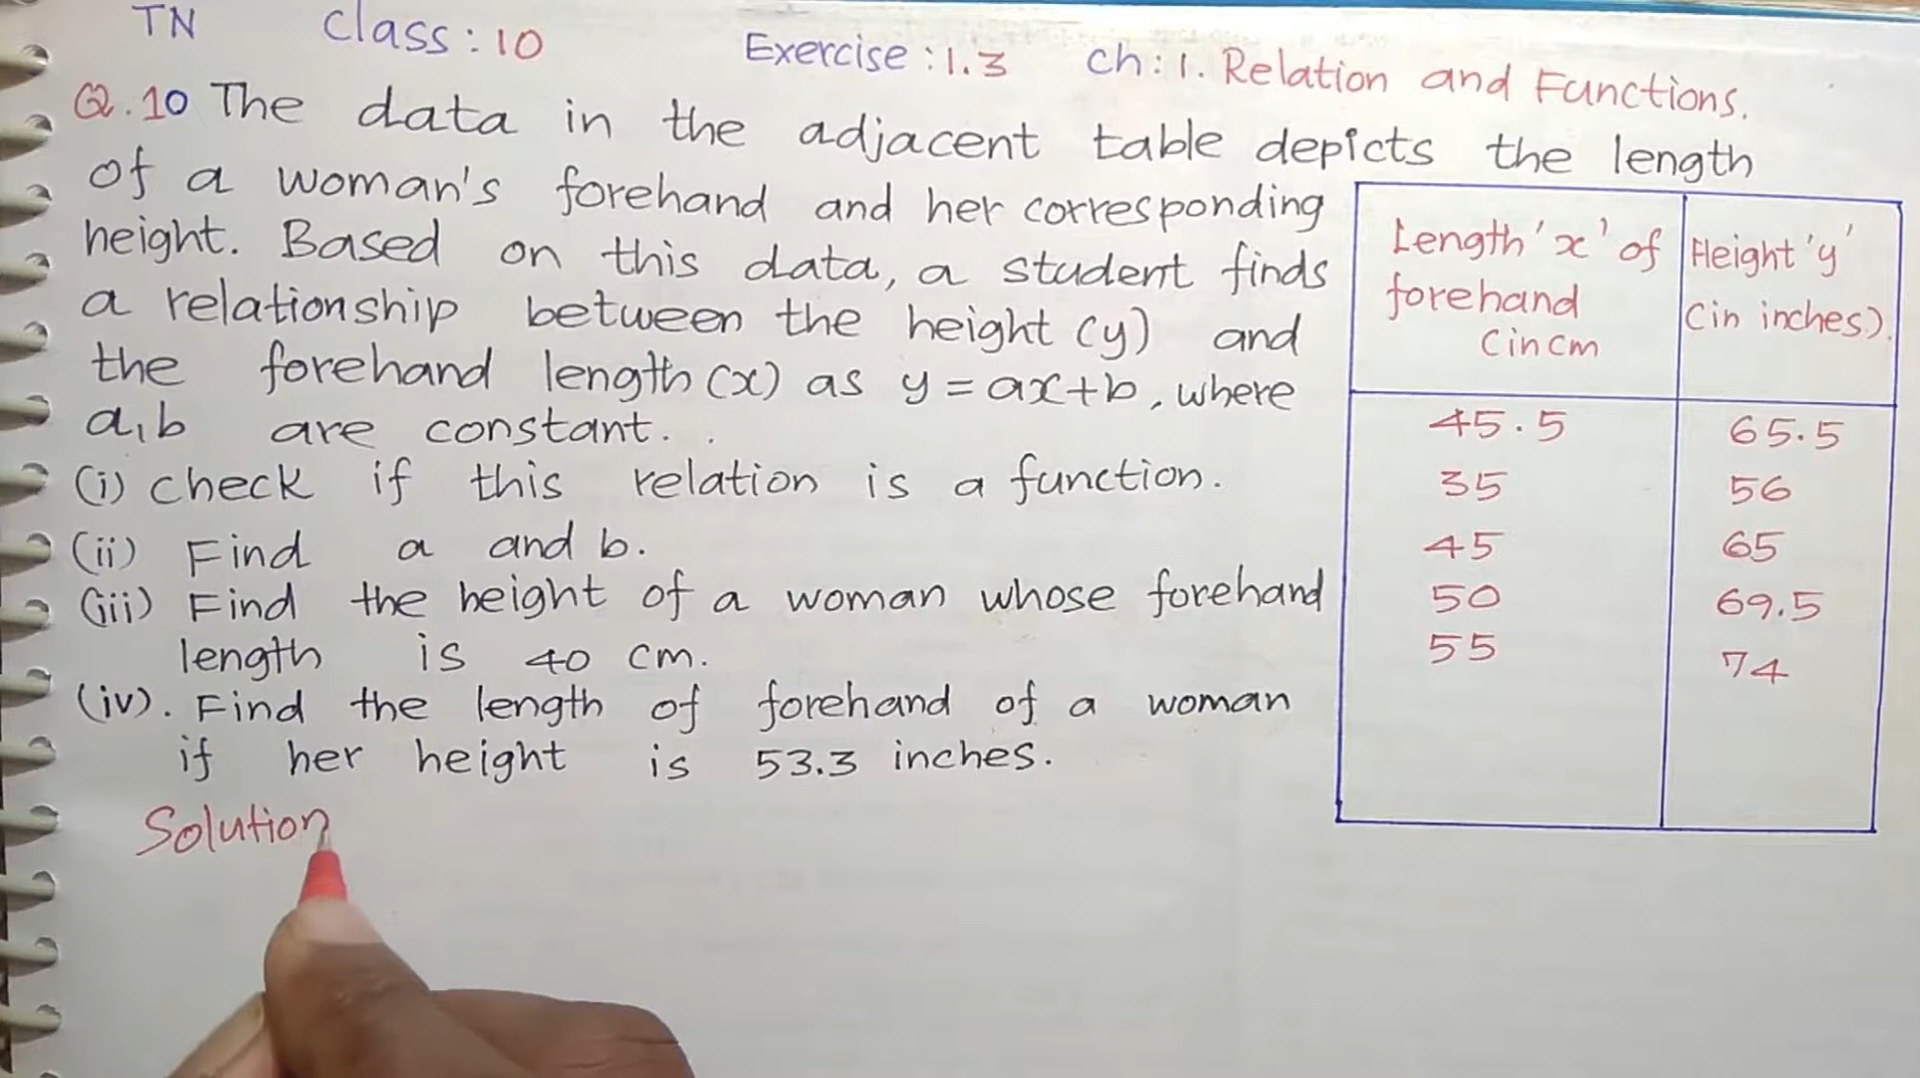 TN Class : 10 Exercise : 1.3 Ch : 1. Relation and Functions.
Q.10 The data in the adjacent table depicts the length
of a woman's forehand and her corresponding
height. Based on this data, a student finds
a relationship between the height (y) and
the forehand length (x) as y = ax+b, where
a, b are constant. .
(i) check if this relation is a function.
(ii) Find a and b.
(iii) Find the height of a woman whose forehand
length is 40 cm.
(iv). Find the length of forehand of a woman
if her height is 53.3 inches.
Solution
Length 'x' of
forehand
Cin cm
Height 'y'
(in inches).
45.5 65.5
35 56
45 65
50 69.5
55 74